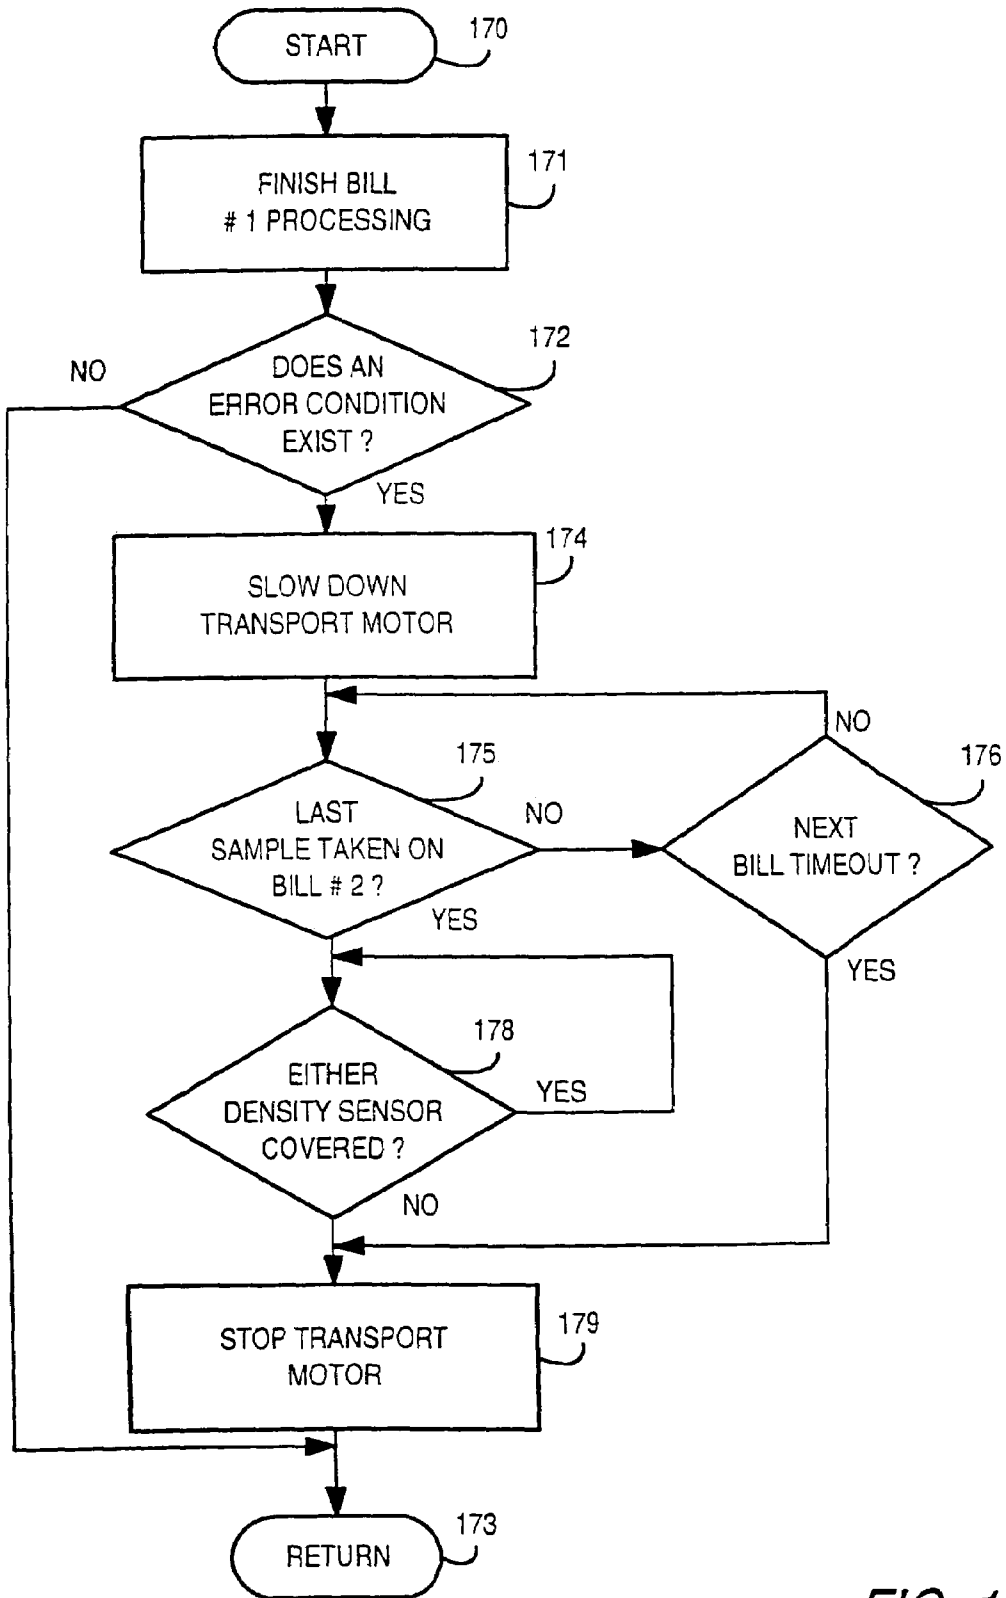 START
170
FINISH BILL
# 1 PROCESSING
171
DOES AN
ERROR CONDITION
EXIST ?
172
NO
YES
SLOW DOWN
TRANSPORT MOTOR
174
LAST
SAMPLE TAKEN ON
BILL # 2 ?
175
NO
YES
NEXT
BILL TIMEOUT ?
176
NO
YES
EITHER
DENSITY SENSOR
COVERED ?
178
YES
NO
STOP TRANSPORT
MOTOR
179
RETURN
173